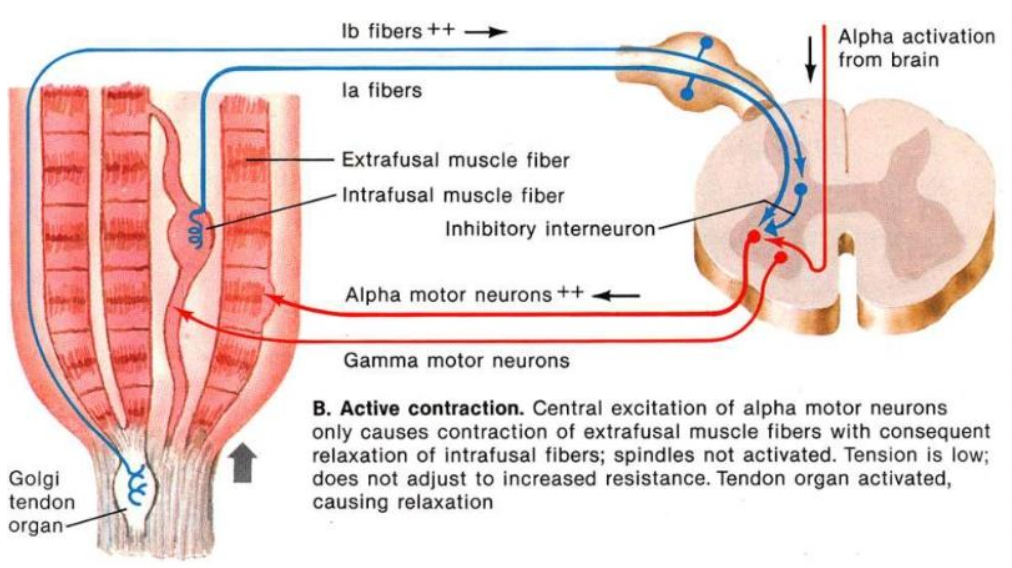 Ib fibers ++
Ia fibers
Alpha activation
from brain
Extrafusal muscle fiber
Intrafusal muscle fiber
Inhibitory interneuron
Alpha motor neurons ++
Gamma motor neurons
B. Active contraction. Central excitation of alpha motor neurons
only causes contraction of extrafusal muscle fibers with consequent
relaxation of intrafusal fibers; spindles not activated. Tension is low;
does not adjust to increased resistance. Tendon organ activated,
causing relaxation
Golgi
tendon
organ